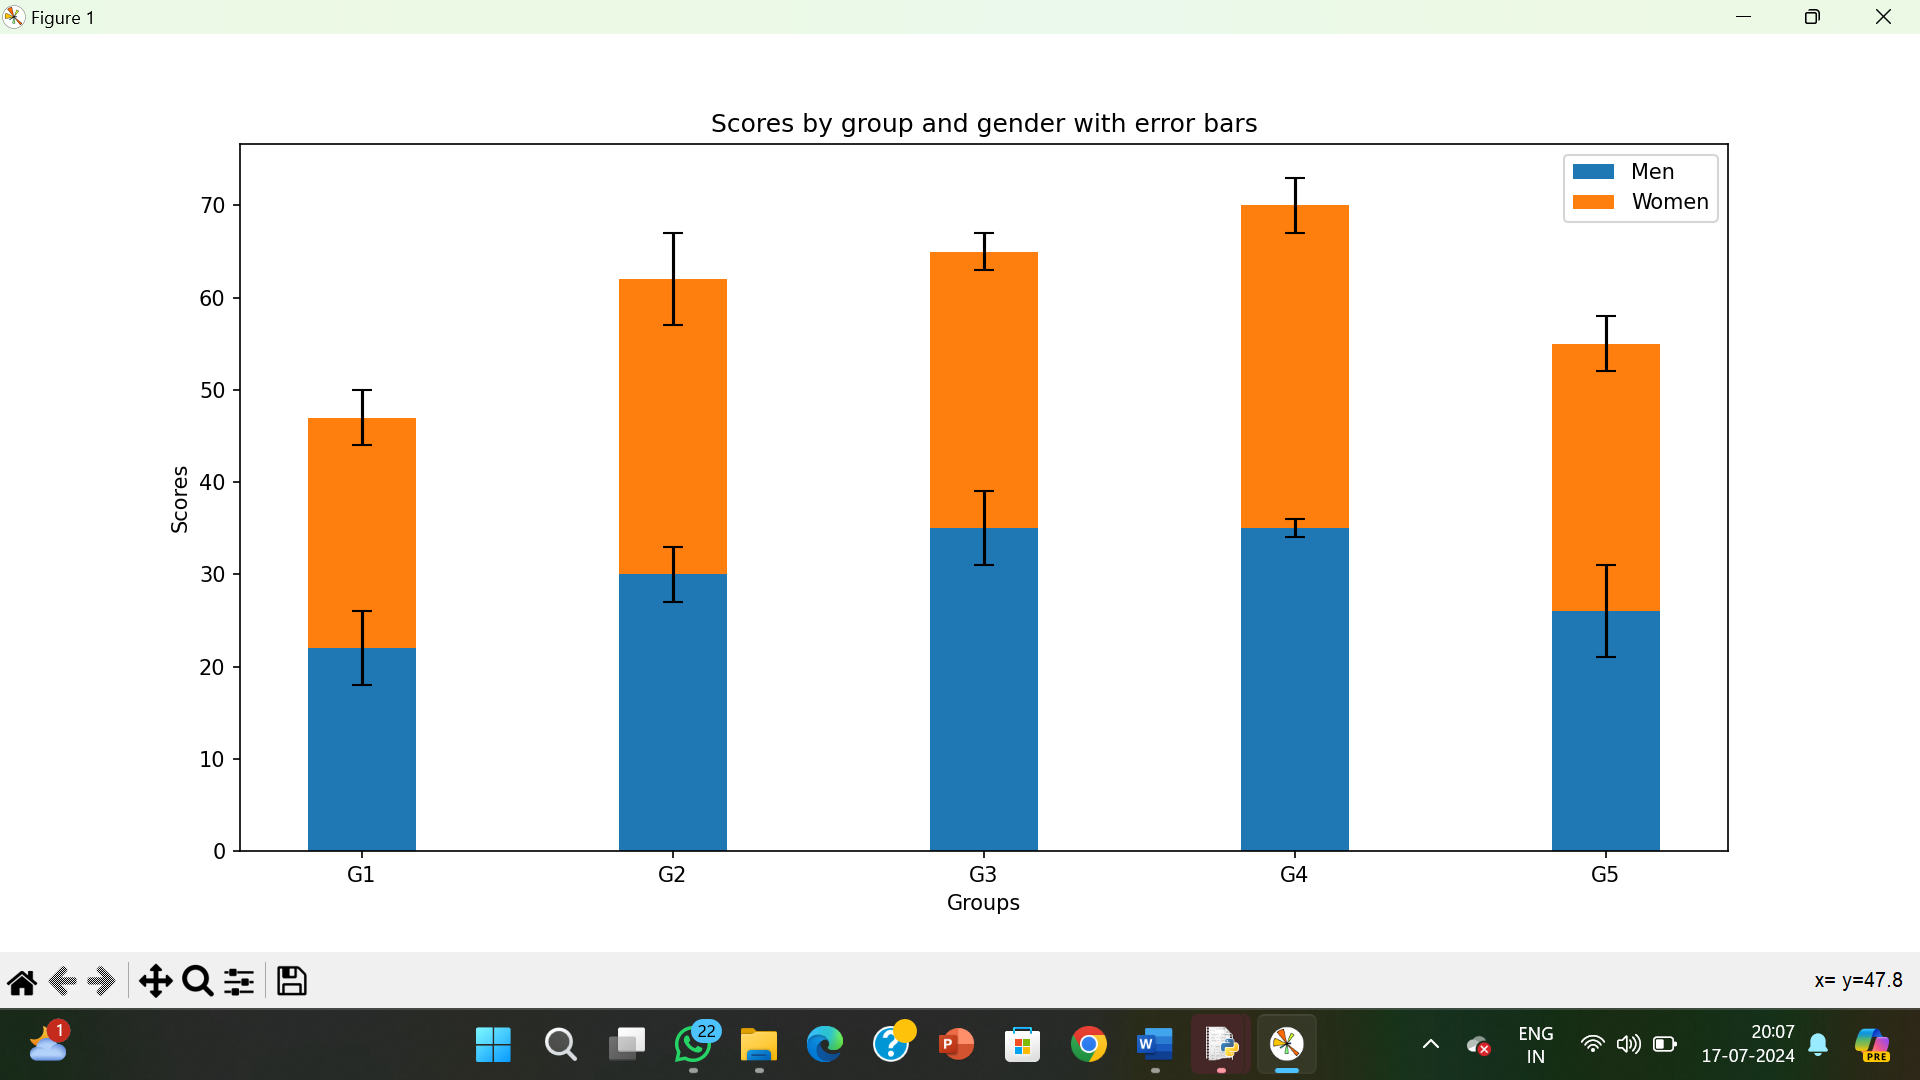 Figure 1
Scores by group and gender with error bars
Men
Women
70
60
50
40
30
20
10
0
Scores
G1 G2 G3 G4 G5
Groups
x= y=47.8
1
22
?
P
W
ENG
IN
20:07
17-07-2024
PRE